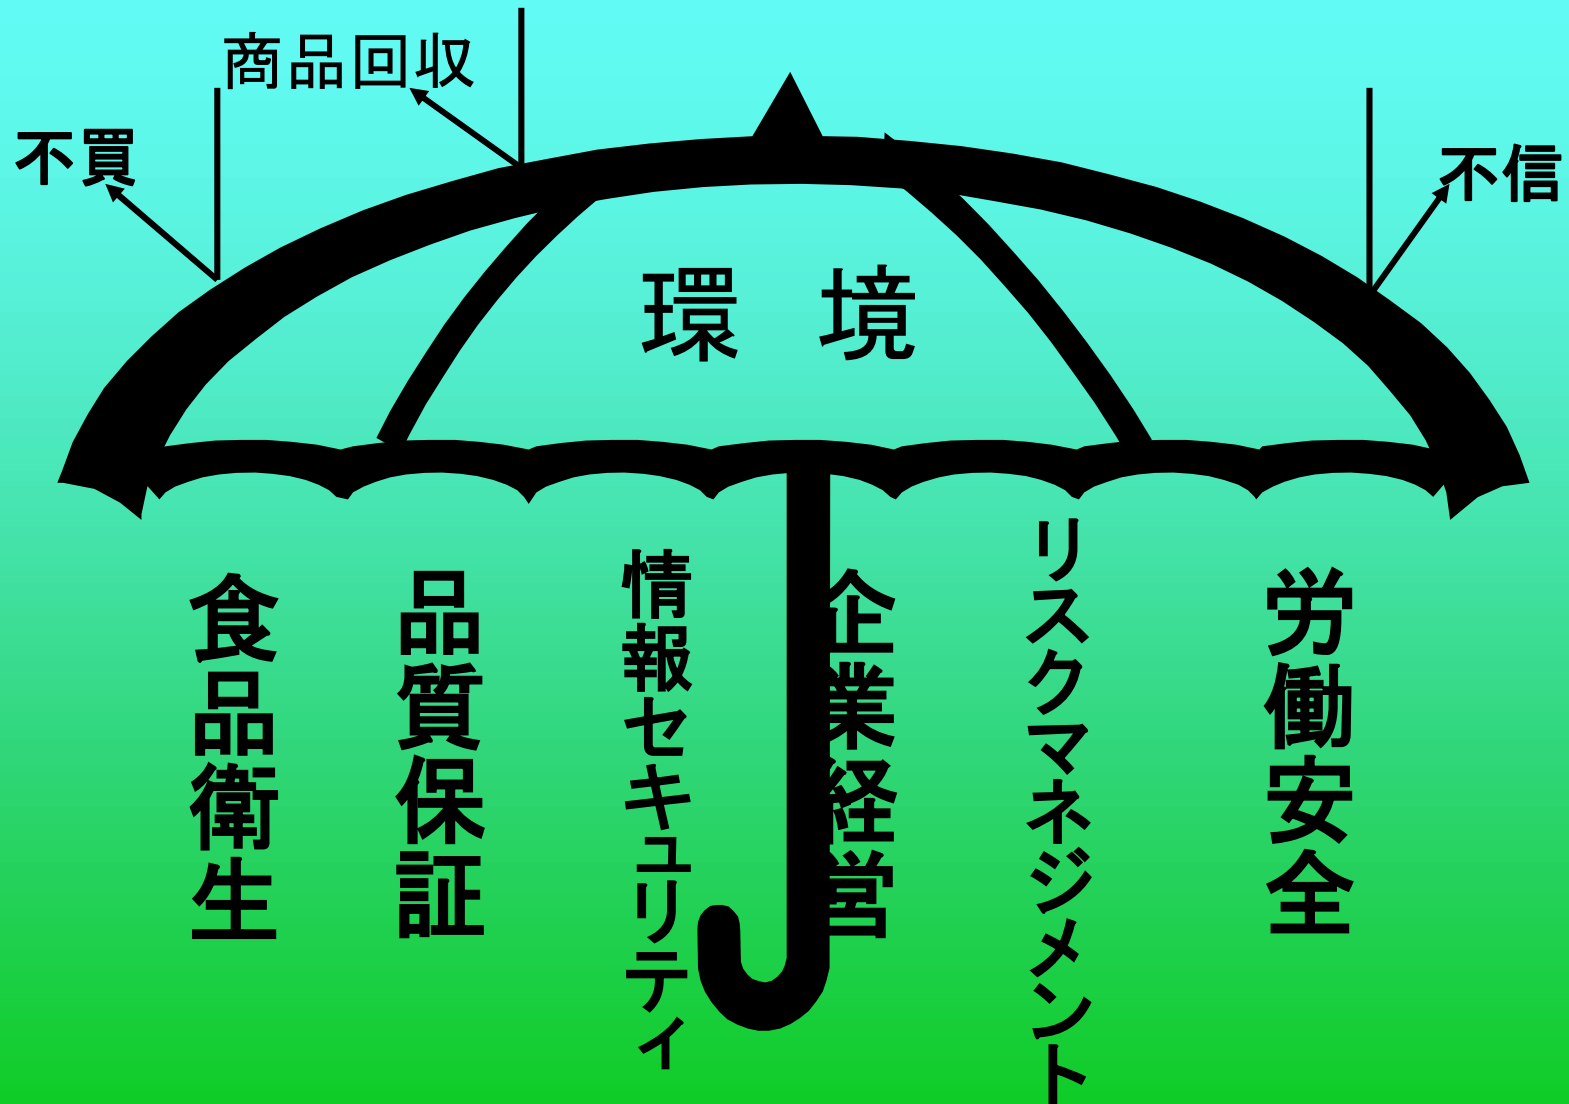 商品回収
不買
不信
環 境
食品衛生
品質保証
情報セキュリティ
企業経営
リスクマネジメント
労働安全